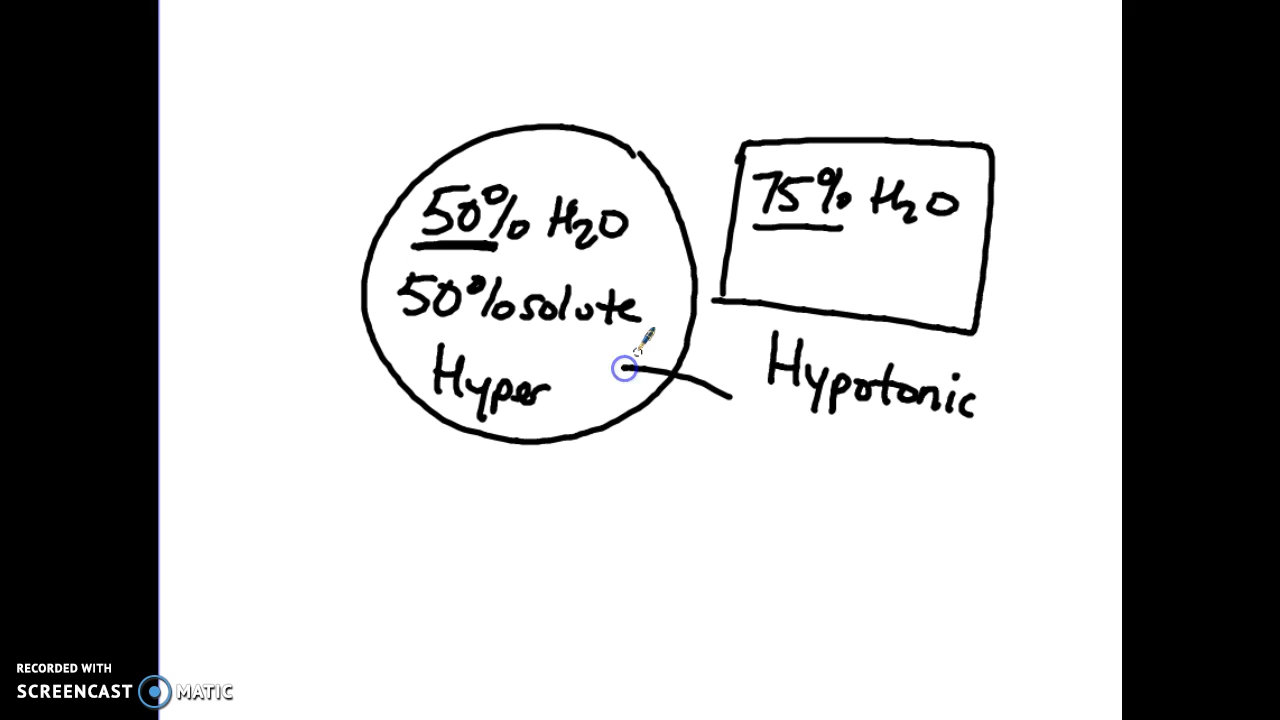 50% H2O
50% solute
Hyper
75% H2O
Hypotonic
RECORDED WITH
SCREENCAST MATIC